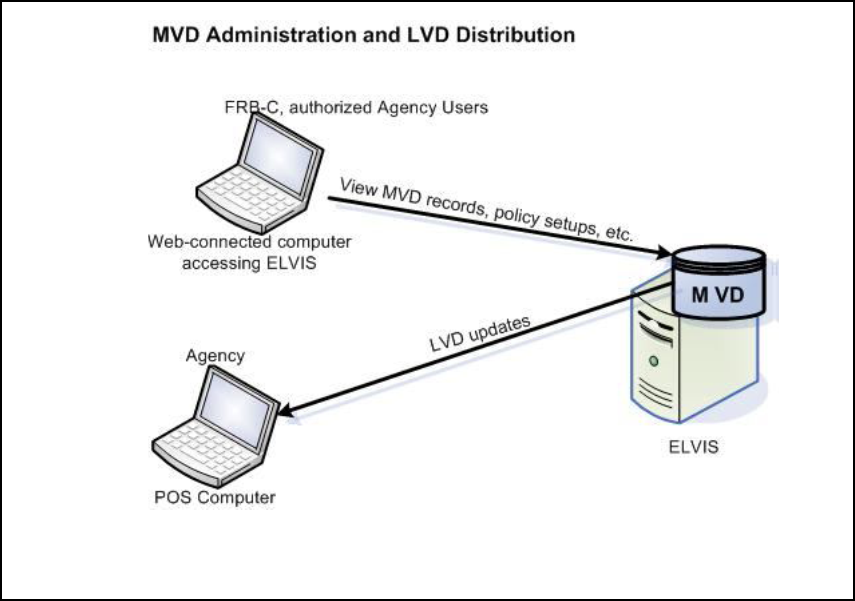 MVD Administration and LVD Distribution
FRB-C, authorized Agency Users
View MVD records, policy setups, etc.
Web-connected computer
accessing ELVIS
M VD
LVD updates
Agency
ELVIS
POS Computer